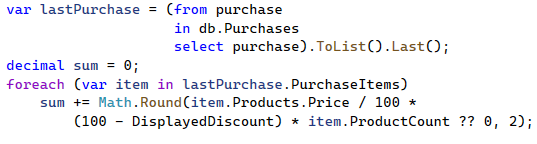 var lastPurchase = (from purchase
in db.Purchases
select purchase).ToList().Last();
decimal sum = 0;
foreach (var item in lastPurchase.PurchaseItems)
sum += Math.Round(item.Products.Price / 100 *
(100 - DisplayedDiscount) * item.ProductCount ?? 0, 2);